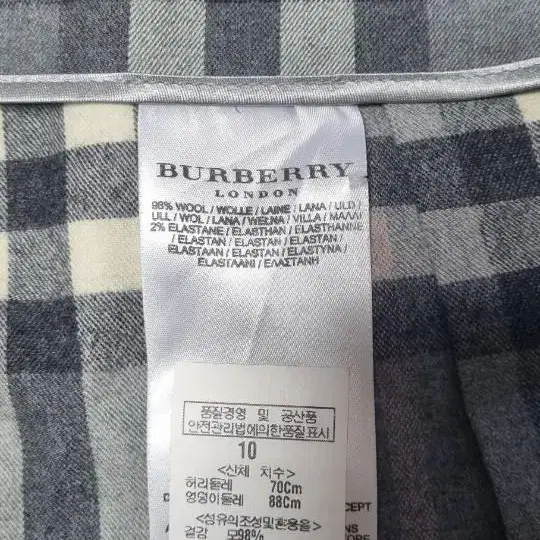 BURBERRY
LONDON
98% WOOL / WOLLE / LAINE / LANA / ULD /
ULL / WOL / LANA / WEŁNA / VILLA / ΜΑΛΛΙ
2% ELASTANE / ELASTHAN / ELASTHANNE
/ ELASTAN / ELASTAN / ELASTAN /
ELASTAAN / ELASTAN / ELASTYNA /
ELASTAANI / ΕΛΑΣΤΑΝΗ
품질경영 및 공산품
안전관리법에의한품질표시
10
<신체 치수>
허리둘레 70Cm
엉덩이둘레 88Cm
<섬유의조성및혼용율>
겉감 모98%